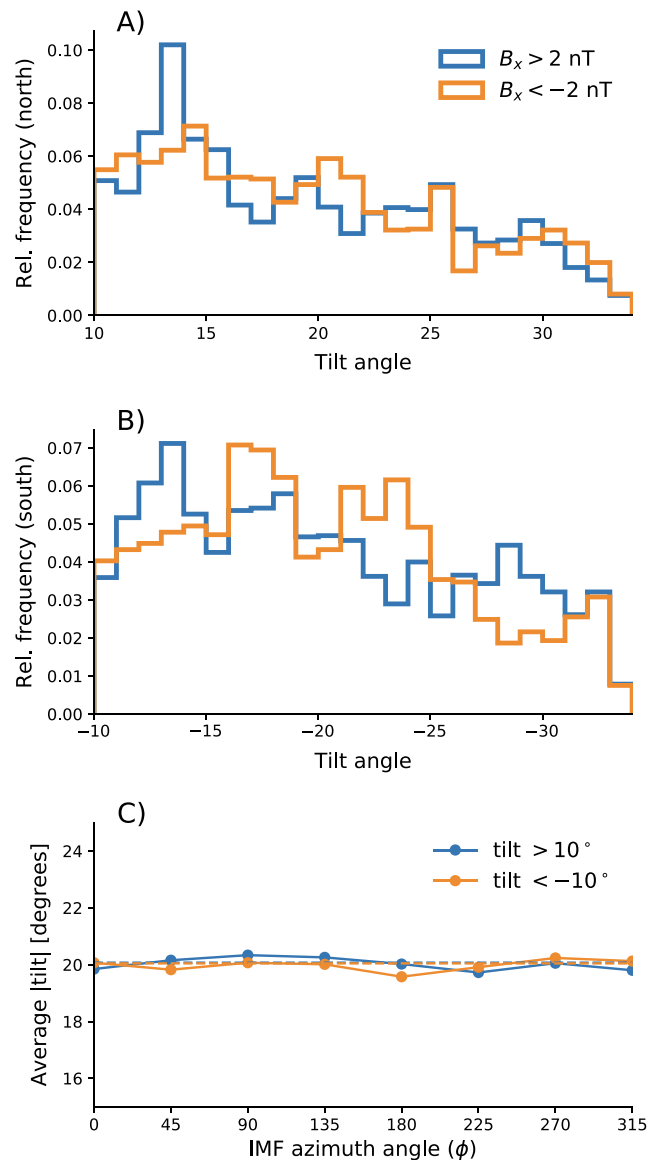 A)
B_x > 2 nT
B_x < −2 nT
Rel. frequency (north)
0.10
0.08
0.06
0.04
0.02
0.00
10 15 20 25 30
Tilt angle
B)
Rel. frequency (south)
0.07
0.06
0.05
0.04
0.03
0.02
0.01
0.00
−10 −15 −20 −25 −30
Tilt angle
C)
tilt > 10°
tilt < −10°
Average |tilt| [degrees]
24
22
20
18
16
0 45 90 135 180 225 270 315
IMF azimuth angle (ϕ)